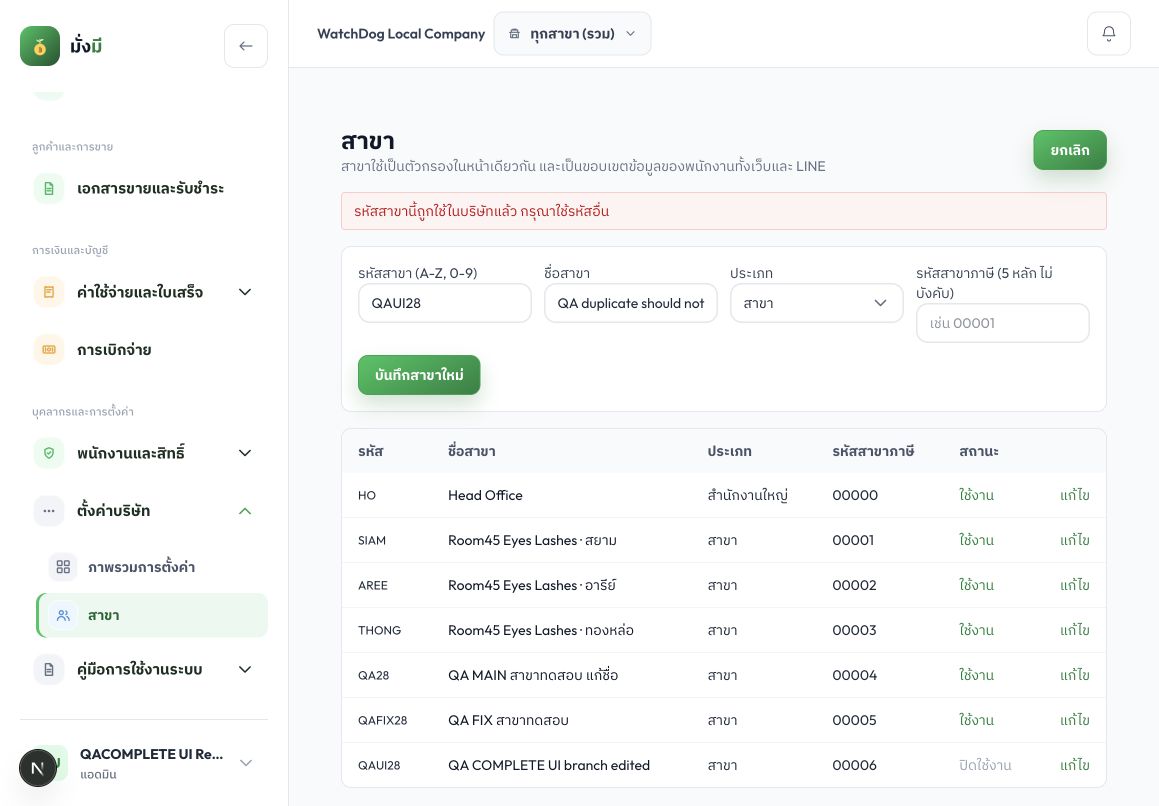 มั่งมี
ลูกค้าและการขาย
เอกสารขายและรับชำระ
การเงินและบัญชี
ค่าใช้จ่ายและใบเสร็จ
การเบิกจ่าย
บุคลากรและการตั้งค่า
พนักงานและสิทธิ์
ตั้งค่าบริษัท
ภาพรวมการตั้งค่า
สาขา
คู่มือการใช้งานระบบ
N
QACOMPLETE UI Re...
แอดมิน
WatchDog Local Company ทุกสาขา (รวม)
สาขา
สาขาใช้เป็นตัวกรองในหน้าเดียวกัน และเป็นขอบเขตข้อมูลของพนักงานทั้งเว็บและ LINE
ยกเลิก
รหัสสาขานี้ถูกใช้ในบริษัทแล้ว กรุณาใช้รหัสอื่น
รหัสสาขา (A-Z, 0-9)
QAUI28
ชื่อสาขา
QA duplicate should not
ประเภท
สาขา
รหัสสาขาภาษี (5 หลัก ไม่
บังคับ)
เช่น 00001
บันทึกสาขาใหม่
รหัส ชื่อสาขา ประเภท รหัสสาขาภาษี สถานะ
HO Head Office สำนักงานใหญ่ 00000 ใช้งาน แก้ไข
SIAM Room45 Eyes Lashes · สยาม สาขา 00001 ใช้งาน แก้ไข
AREE Room45 Eyes Lashes · อารีย์ สาขา 00002 ใช้งาน แก้ไข
THONG Room45 Eyes Lashes · ทองหล่อ สาขา 00003 ใช้งาน แก้ไข
QA28 QA MAIN สาขาทดสอบ แก้ชื่อ สาขา 00004 ใช้งาน แก้ไข
QAFIX28 QA FIX สาขาทดสอบ สาขา 00005 ใช้งาน แก้ไข
QAUI28 QA COMPLETE UI branch edited สาขา 00006 ปิดใช้งาน แก้ไข